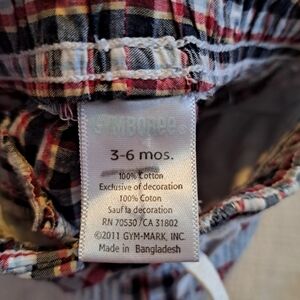 GYMBOREE
3-6 mos.
100% Cotton
Exclusive of decoration
100% Coton
Sauf la decoration
RN 70530/CA 31802
©2011 GYM-MARK, INC.
Made in Bangladesh